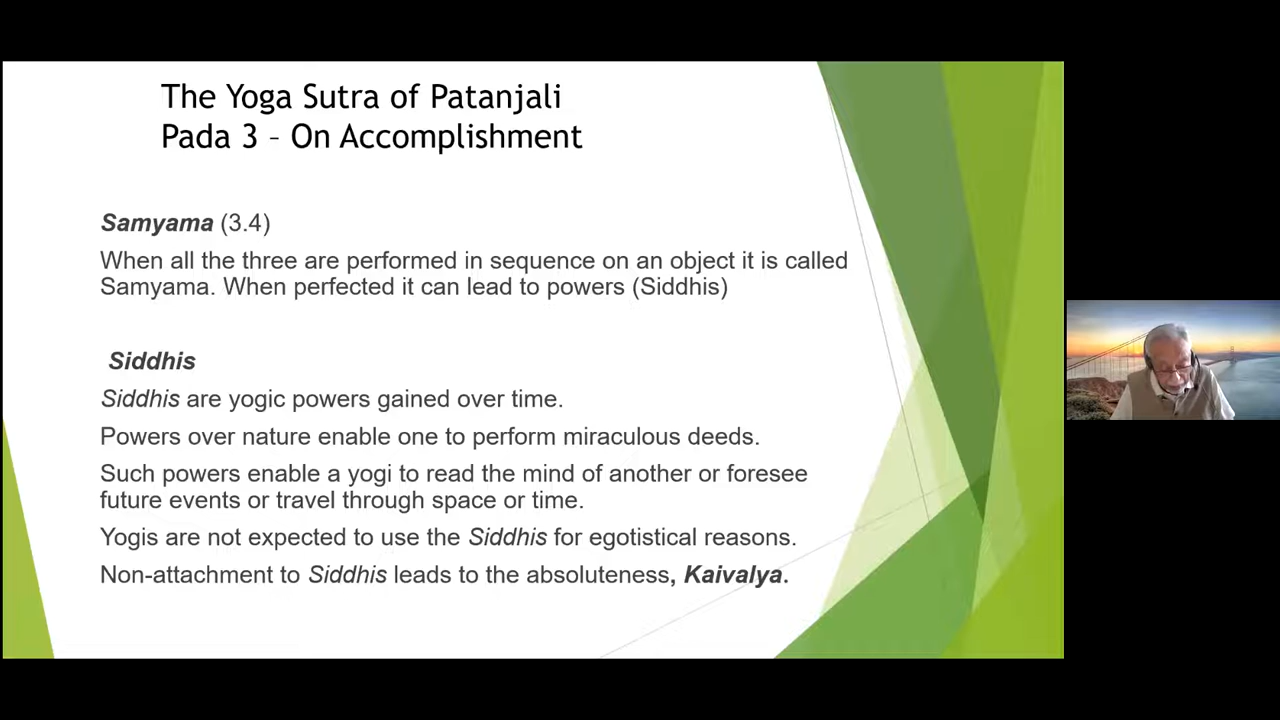 The Yoga Sutra of Patanjali
Pada 3 – On Accomplishment
Samyama (3.4)
When all the three are performed in sequence on an object it is called
Samyama. When perfected it can lead to powers (Siddhis)
Siddhis
Siddhis are yogic powers gained over time.
Powers over nature enable one to perform miraculous deeds.
Such powers enable a yogi to read the mind of another or foresee
future events or travel through space or time.
Yogis are not expected to use the Siddhis for egotistical reasons.
Non-attachment to Siddhis leads to the absoluteness, Kaivalya.